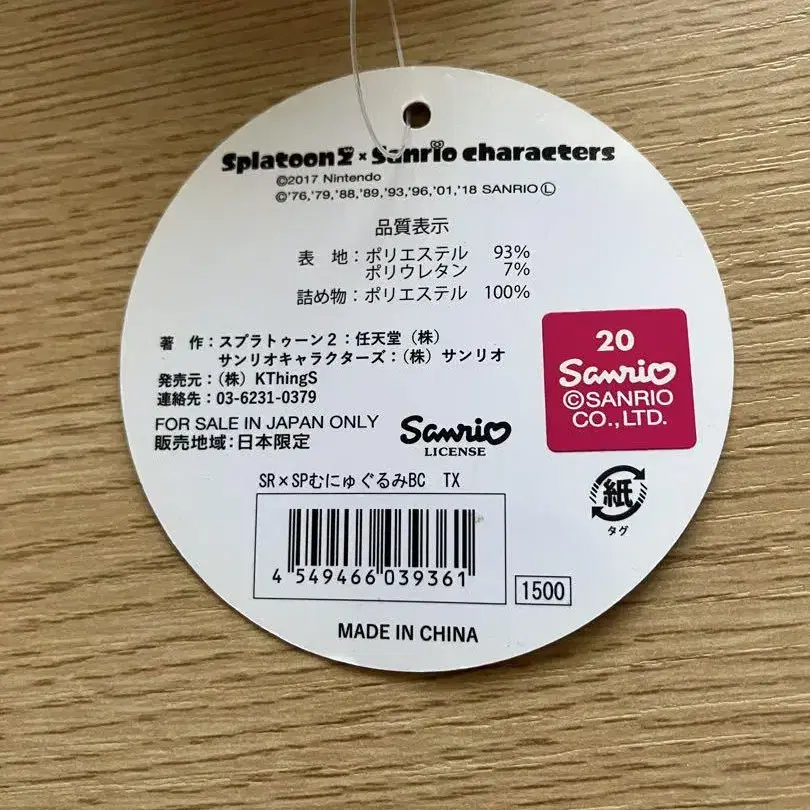 Splatoon2 × Sanrio characters
©2017 Nintendo
©'76,'79,'88,'89,'93,'96,'01,'18 SANRIO Ⓛ
品質表示
表　地：ポリエステル　93%
ポリウレタン　7%
詰め物：ポリエステル　100%
著　作：スプラトゥーン２：任天堂（株）
サンリオキャラクターズ：（株）サンリオ
発売元：（株）KThingS
連絡先：03-6231-0379
FOR SALE IN JAPAN ONLY
販売地域：日本限定
Sanrio
LICENSE
20
Sanrio
©SANRIO
CO.,LTD.
紙
タグ
SR×SPむにゅぐるみBC　TX
4 549466 039361
1500
MADE IN CHINA